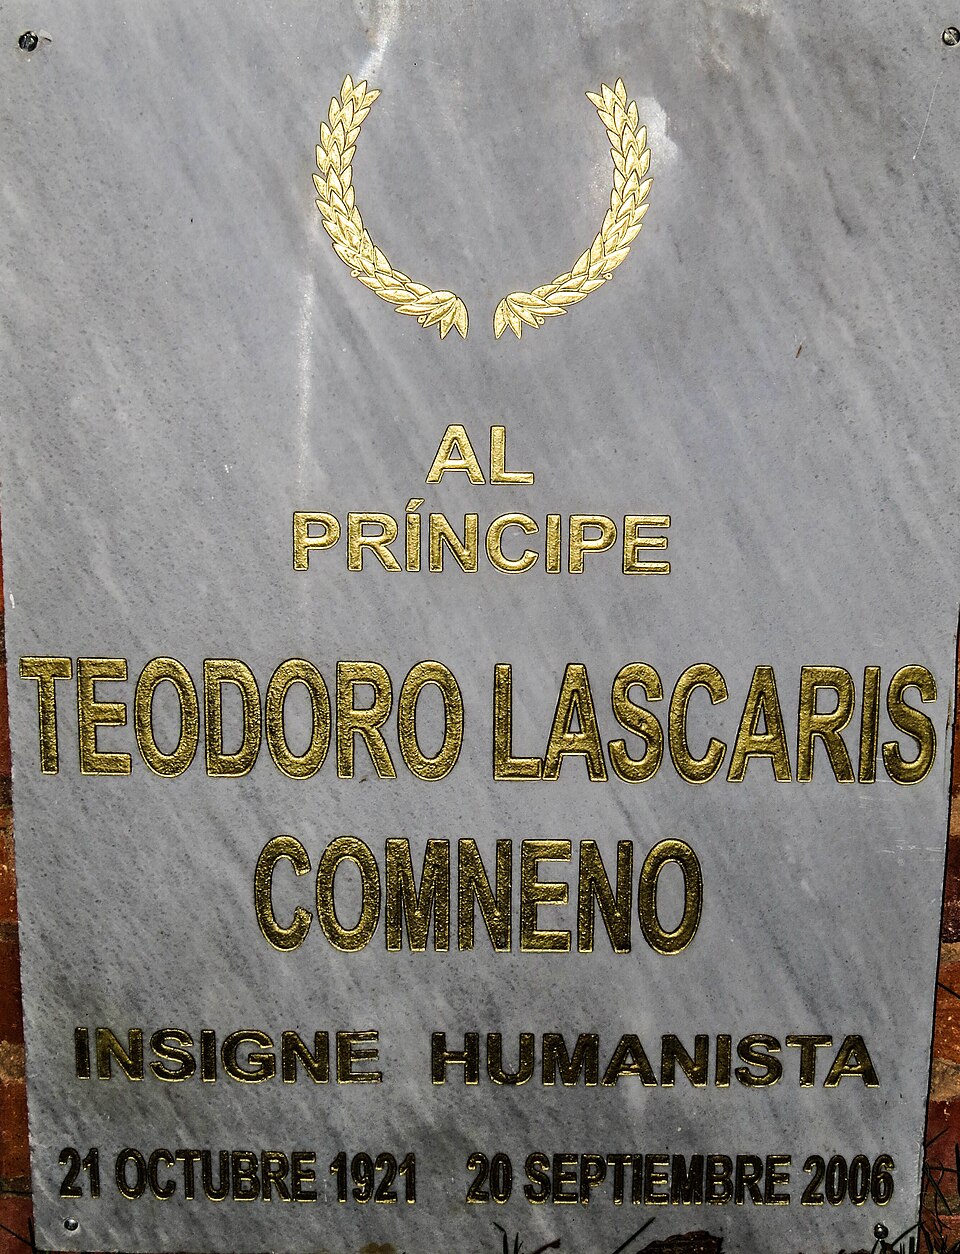 AL
PRÍNCIPE
TEODORO LASCARIS
COMNENO
INSIGNE HUMANISTA
21 OCTUBRE 1921 20 SEPTIEMBRE 2006